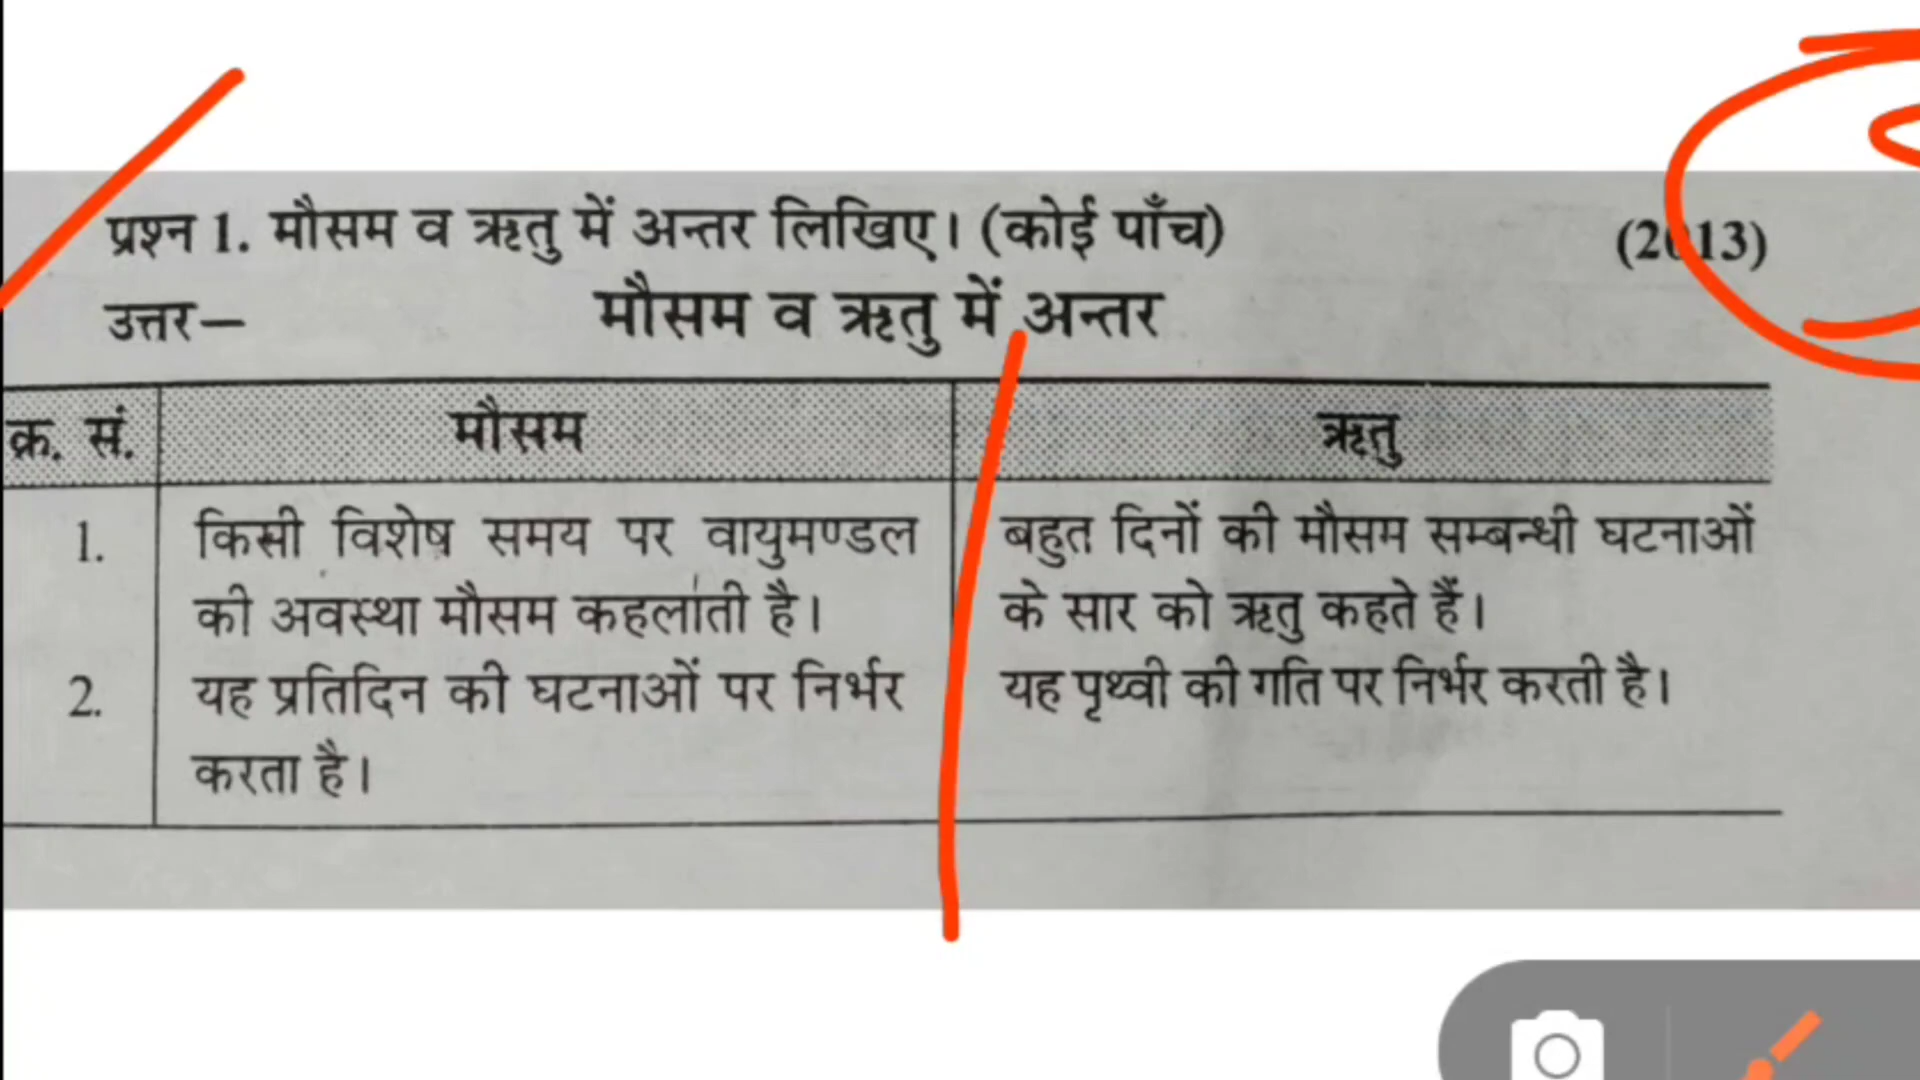 प्रश्न 1. मौसम व ऋतु में अन्तर लिखिए। (कोई पाँच) (2013)
उत्तर— मौसम व ऋतु में अन्तर
क्र. सं. मौसम ऋतु
1. किसी विशेष समय पर वायुमण्डल बहुत दिनों की मौसम सम्बन्धी घटनाओं
की अवस्था मौसम कहलाती है। के सार को ऋतु कहते हैं।
2. यह प्रतिदिन की घटनाओं पर निर्भर यह पृथ्वी की गति पर निर्भर करती है।
करता है।